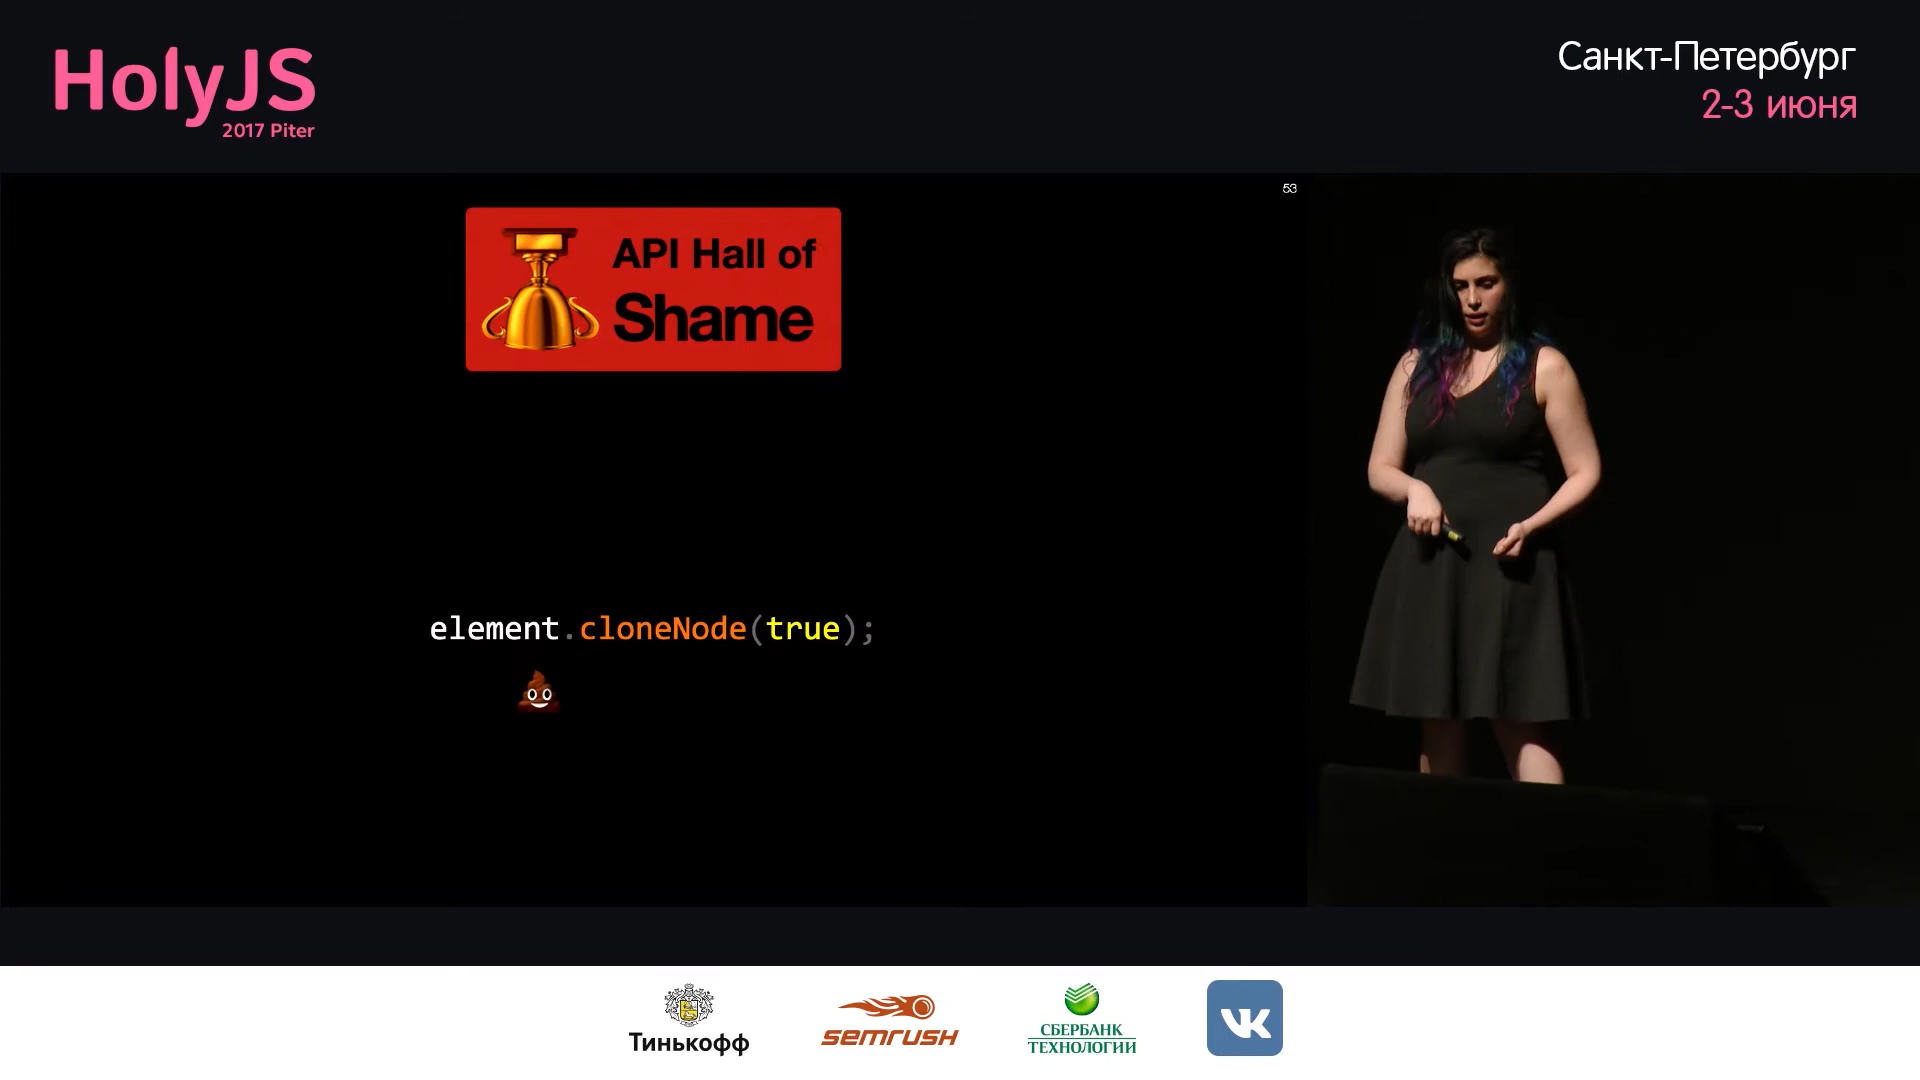 HolyJS
2017 Piter
Санкт-Петербург
2-3 июня
53
API Hall of
Shame
element.cloneNode(true);
Тинькофф
semrush
СБЕРБАНК
ТЕХНОЛОГИИ
VK